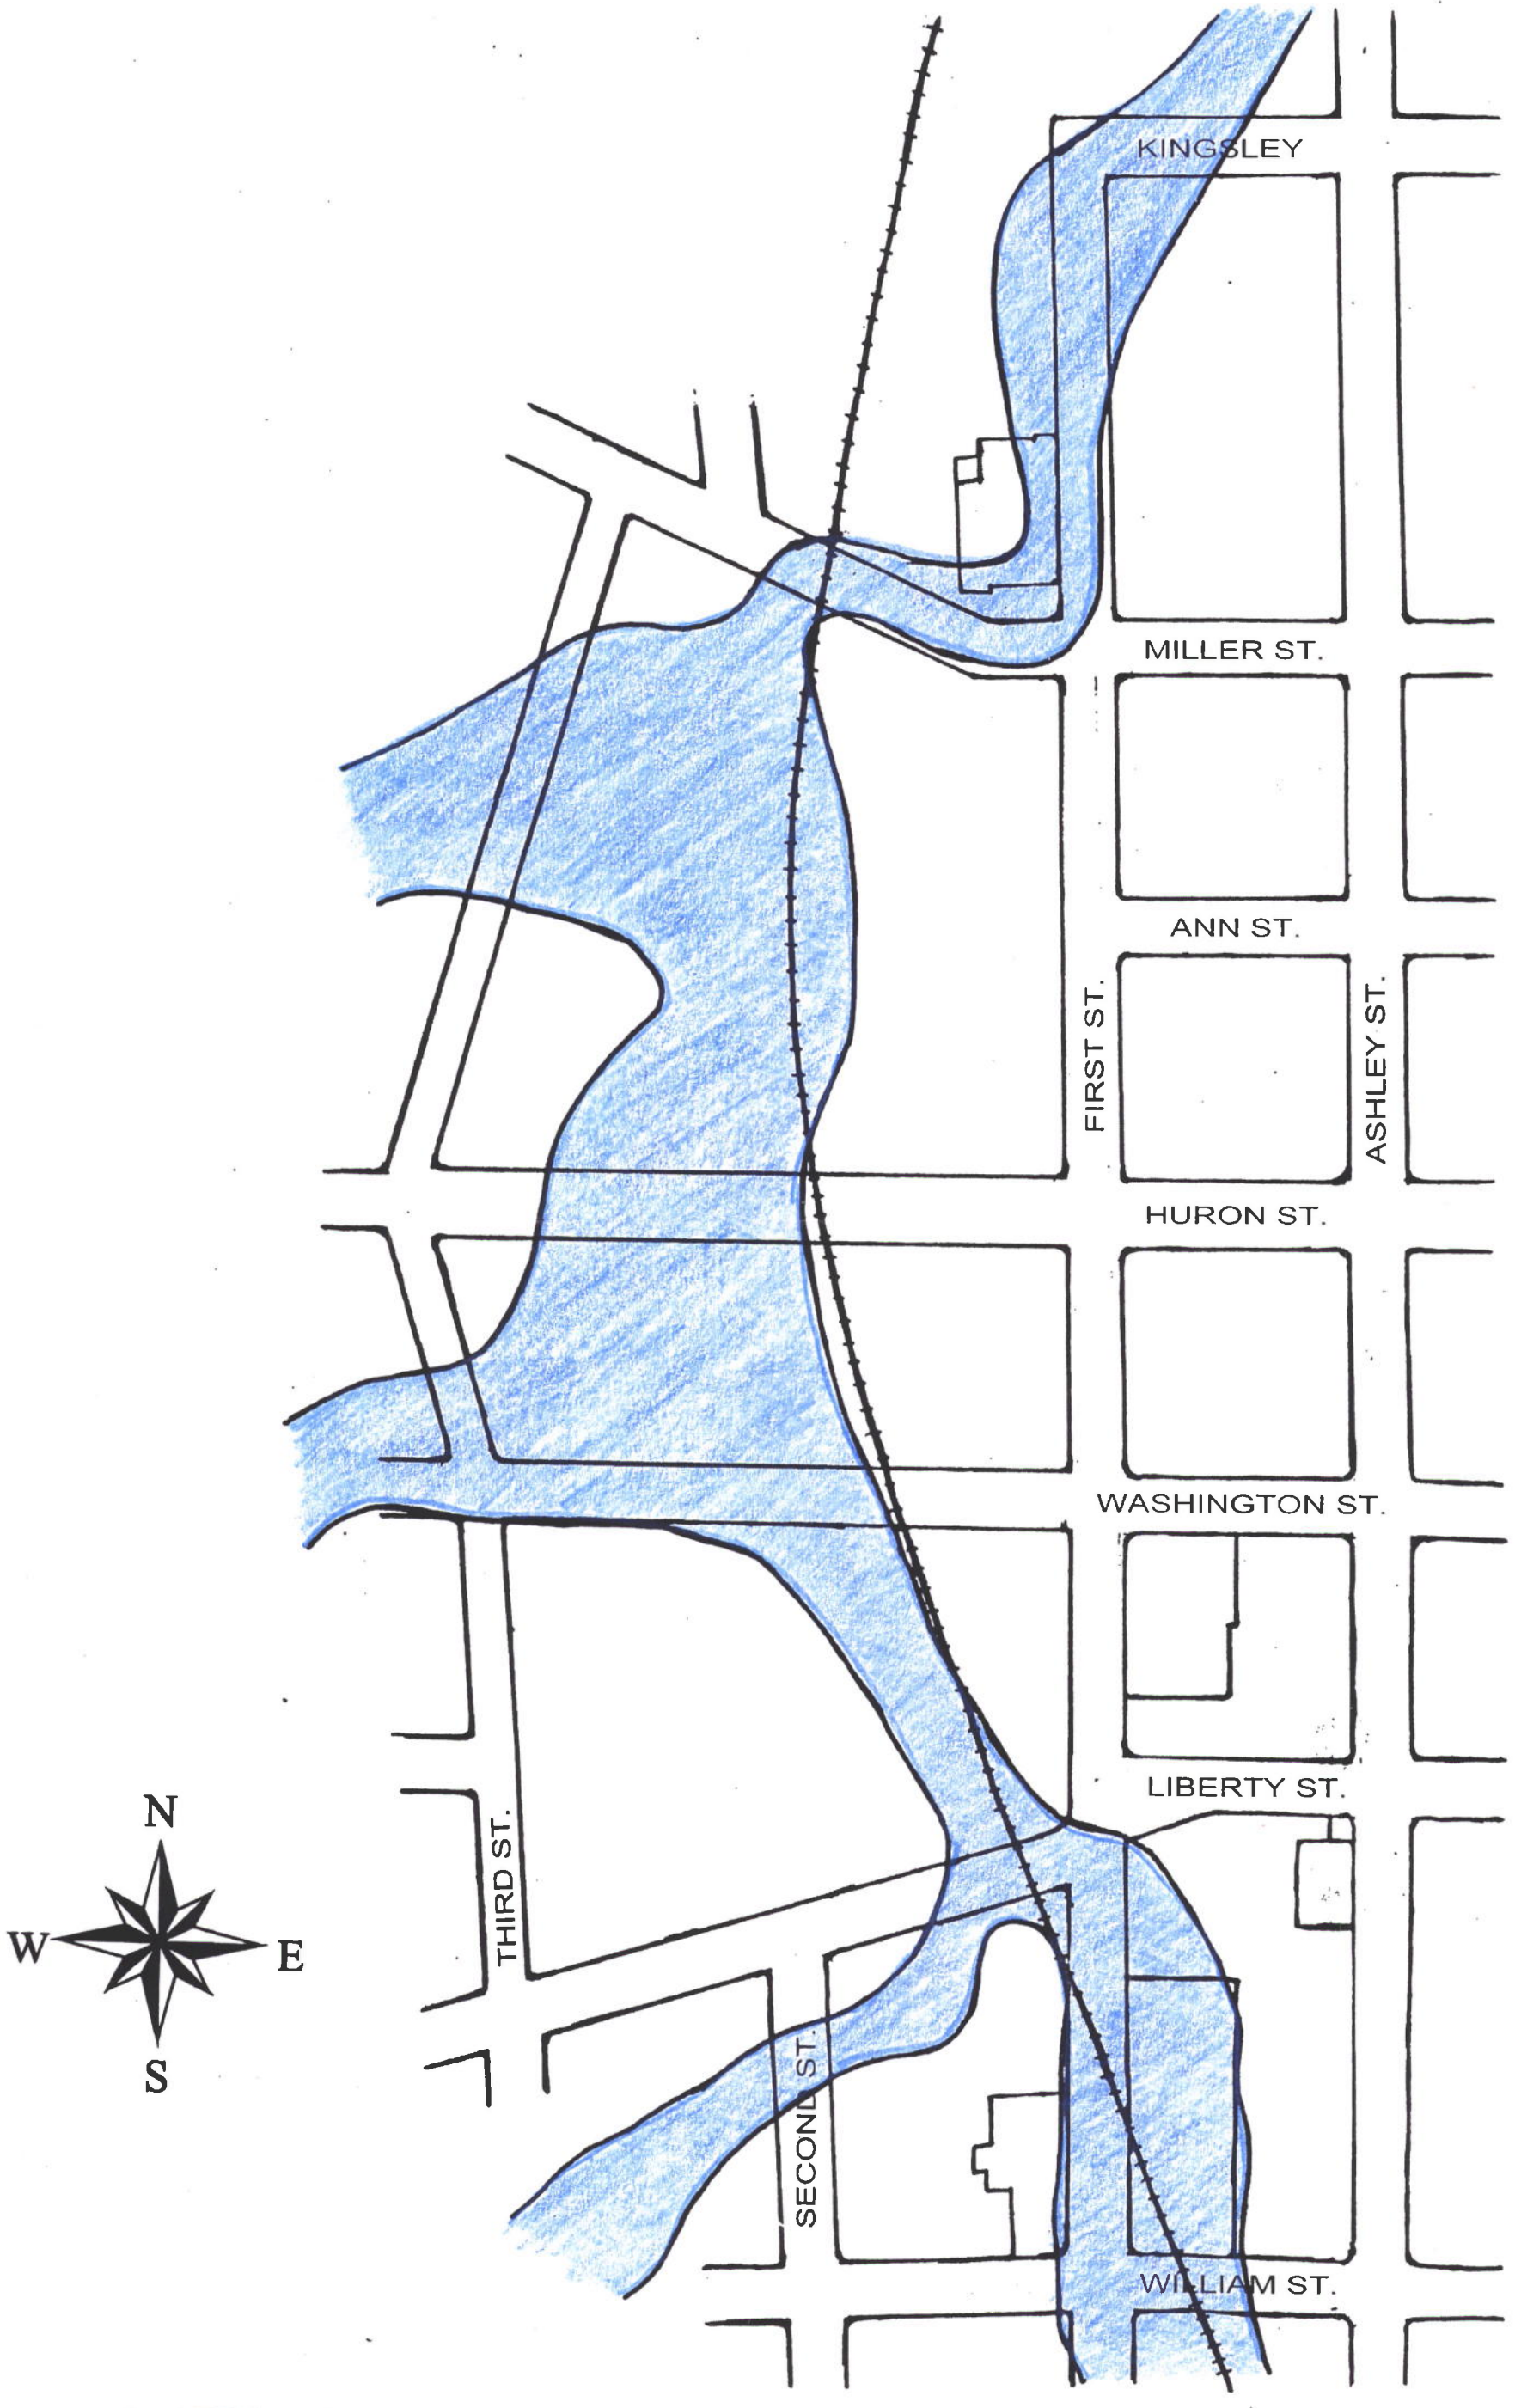 KINGSLEY
MILLER ST.
ANN ST.
FIRST ST.
ASHLEY ST.
HURON ST.
WASHINGTON ST.
LIBERTY ST.
N
W
E
S
THIRD ST.
SECOND ST.
WILLIAM ST.